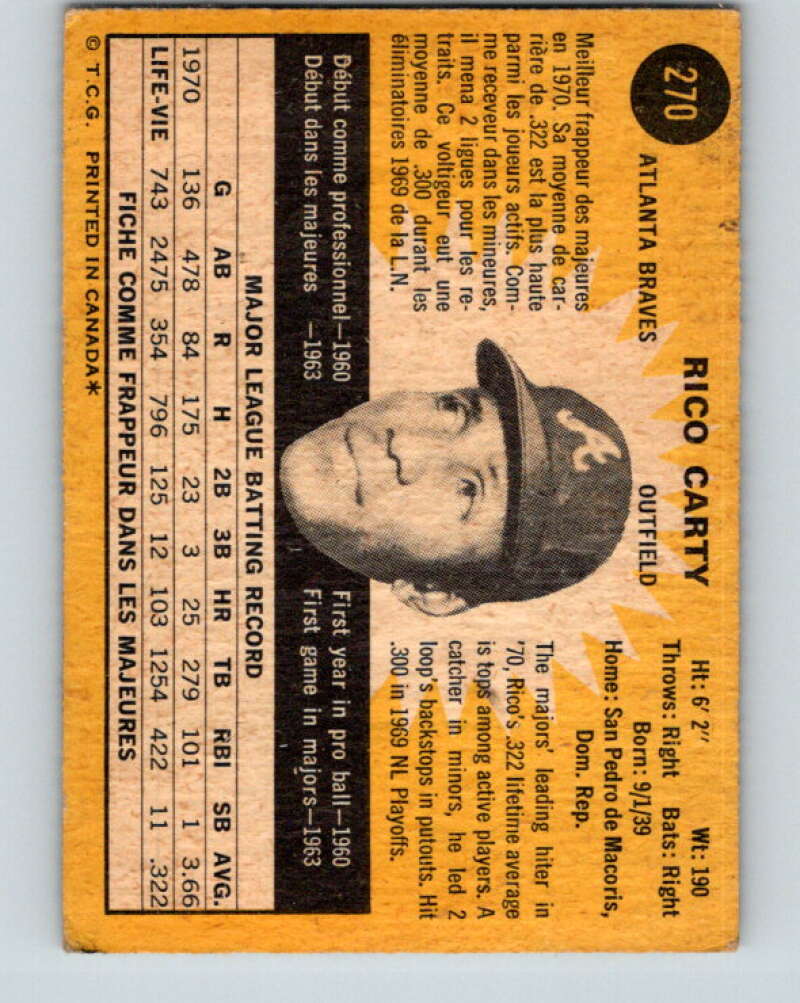 270
RICO CARTY
Ht: 6' 2" Wt: 190
ATLANTA BRAVES OUTFIELD
Throws: Right Bats: Right
Born: 9/1/39
Home: San Pedro de Macoris,
Dom. Rep.
Meilleur frappeur des majeures
en 1970. Sa moyenne de car-
rière de .322 est la plus haute
parmi les joueurs actifs. Com-
me receveur dans les mineures,
il mena 2 ligues pour les re-
traits. Ce voltigeur eut une
moyenne de .300 durant les
éliminatoires 1969 de la L.N.
A
The majors' leading hiter in
'70, Rico's .322 lifetime average
is tops among active players. A
catcher in minors, he led 2
loop's backstops in putouts. Hit
.300 in 1969 NL Playoffs.
Début comme professionnel—1960
Début dans les majeures —1963
First year in pro ball—1960
First game in majors—1963
MAJOR LEAGUE BATTING RECORD
G AB R H 2B 3B HR TB RBI SB AVG.
1970 136 478 84 175 23 3 25 279 101 1 3.66
LIFE-VIE 743 2475 354 796 125 12 103 1254 422 11 .322
FICHE COMME FRAPPEUR DANS LES MAJEURES
© T.C.G. PRINTED IN CANADA*